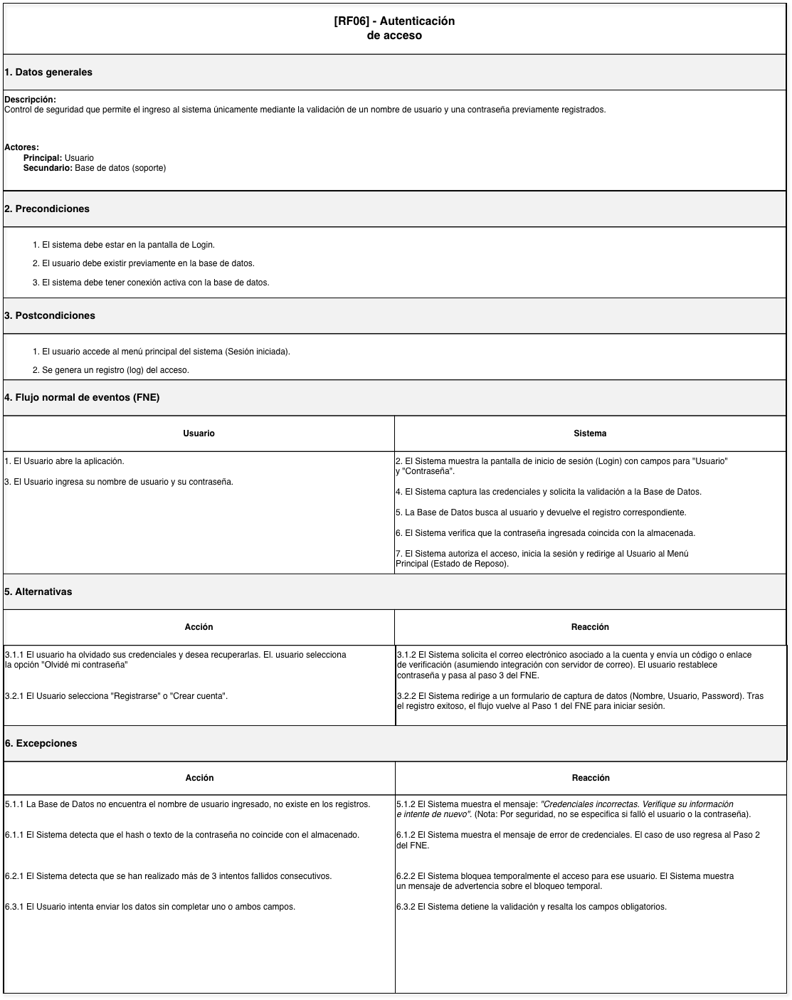 [RF06] - Autenticación
de acceso
1. Datos generales
Descripción:
Control de seguridad que permite el ingreso al sistema únicamente mediante la validación de un nombre de usuario y una contraseña previamente registrados.
Actores:
Principal: Usuario
Secundario: Base de datos (soporte)
2. Precondiciones
1. El sistema debe estar en la pantalla de Login.
2. El usuario debe existir previamente en la base de datos.
3. El sistema debe tener conexión activa con la base de datos.
3. Postcondiciones
1. El usuario accede al menú principal del sistema (Sesión iniciada).
2. Se genera un registro (log) del acceso.
4. Flujo normal de eventos (FNE)
Usuario
Sistema
1. El Usuario abre la aplicación.
3. El Usuario ingresa su nombre de usuario y su contraseña.
2. El Sistema muestra la pantalla de inicio de sesión (Login) con campos para "Usuario"
y "Contraseña".
4. El Sistema captura las credenciales y solicita la validación a la Base de Datos.
5. La Base de Datos busca al usuario y devuelve el registro correspondiente.
6. El Sistema verifica que la contraseña ingresada coincida con la almacenada.
7. El Sistema autoriza el acceso, inicia la sesión y redirige al Usuario al Menú
Principal (Estado de Reposo).
5. Alternativas
Acción
Reacción
3.1.1 El usuario ha olvidado sus credenciales y desea recuperarlas. El. usuario selecciona
la opción "Olvidé mi contraseña"
3.1.2 El Sistema solicita el correo electrónico asociado a la cuenta y envía un código o enlace
de verificación (asumiendo integración con servidor de correo). El usuario restablece
contraseña y pasa al paso 3 del FNE.
3.2.1 El Usuario selecciona "Registrarse" o "Crear cuenta".
3.2.2 El Sistema redirige a un formulario de captura de datos (Nombre, Usuario, Password). Tras
el registro exitoso, el flujo vuelve al Paso 1 del FNE para iniciar sesión.
6. Excepciones
Acción
Reacción
5.1.1 La Base de Datos no encuentra el nombre de usuario ingresado, no existe en los registros.
5.1.2 El Sistema muestra el mensaje: "Credenciales incorrectas. Verifique su información
e intente de nuevo". (Nota: Por seguridad, no se especifica si falló el usuario o la contraseña).
6.1.1 El Sistema detecta que el hash o texto de la contraseña no coincide con el almacenado.
6.1.2 El Sistema muestra el mensaje de error de credenciales. El caso de uso regresa al Paso 2
del FNE.
6.2.1 El Sistema detecta que se han realizado más de 3 intentos fallidos consecutivos.
6.2.2 El Sistema bloquea temporalmente el acceso para ese usuario. El Sistema muestra
un mensaje de advertencia sobre el bloqueo temporal.
6.3.1 El Usuario intenta enviar los datos sin completar uno o ambos campos.
6.3.2 El Sistema detiene la validación y resalta los campos obligatorios.